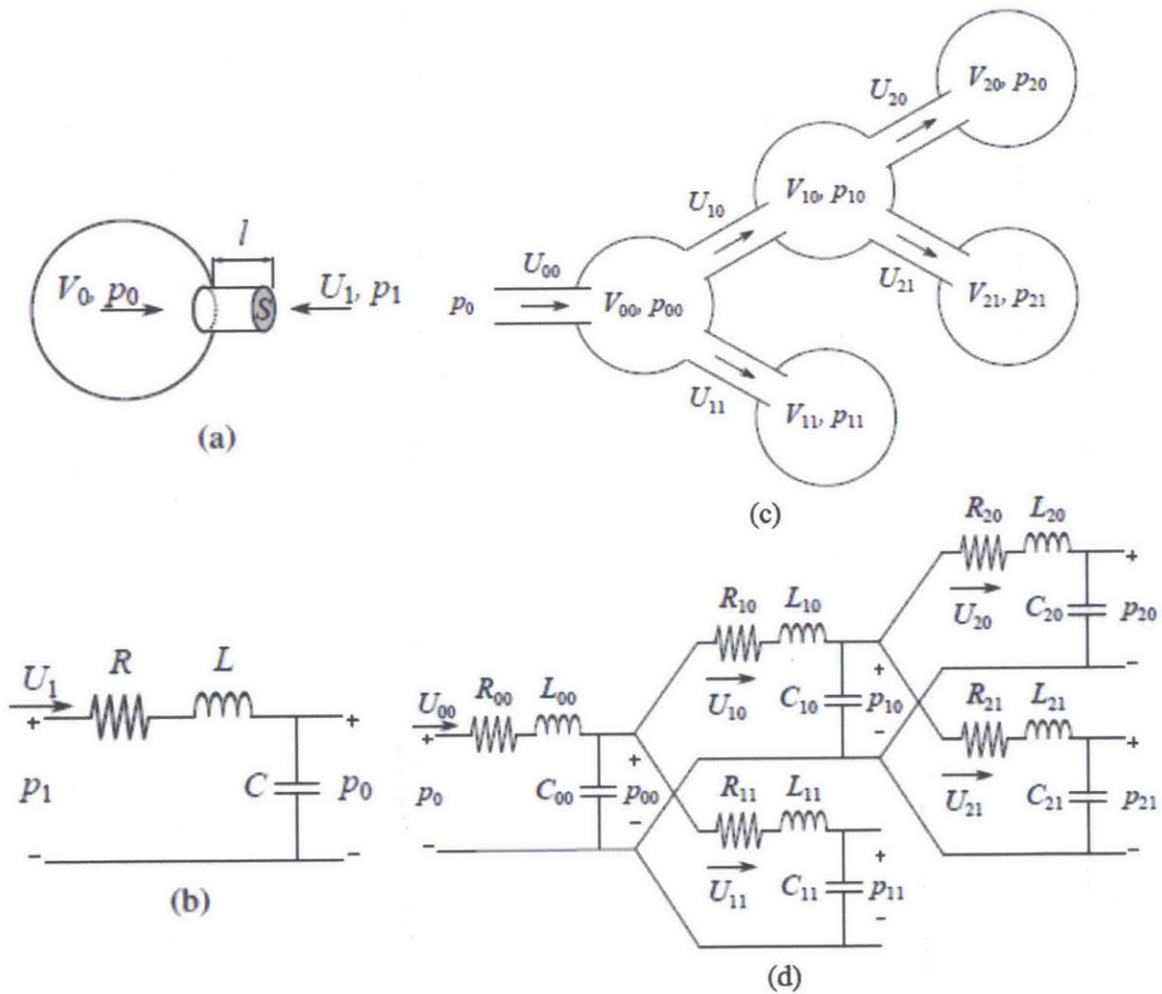 V₀, p₀
l
S
U₁, p₁
(a)
p₀
U₀₀
V₀₀, p₀₀
U₁₀
V₁₀, p₁₀
U₂₀
V₂₀, p₂₀
U₂₁
V₂₁, p₂₁
U₁₁
V₁₁, p₁₁
(c)
U₁
R
L
+
+
p₁
C
p₀
−
−
(b)
U₀₀
R₀₀
L₀₀
+
p₀
−
C₀₀
+
p₀₀
−
R₁₀
L₁₀
U₁₀
C₁₀
+
p₁₀
−
R₁₁
L₁₁
U₁₁
C₁₁
+
p₁₁
−
R₂₀
L₂₀
U₂₀
C₂₀
+
p₂₀
−
R₂₁
L₂₁
U₂₁
C₂₁
+
p₂₁
−
(d)